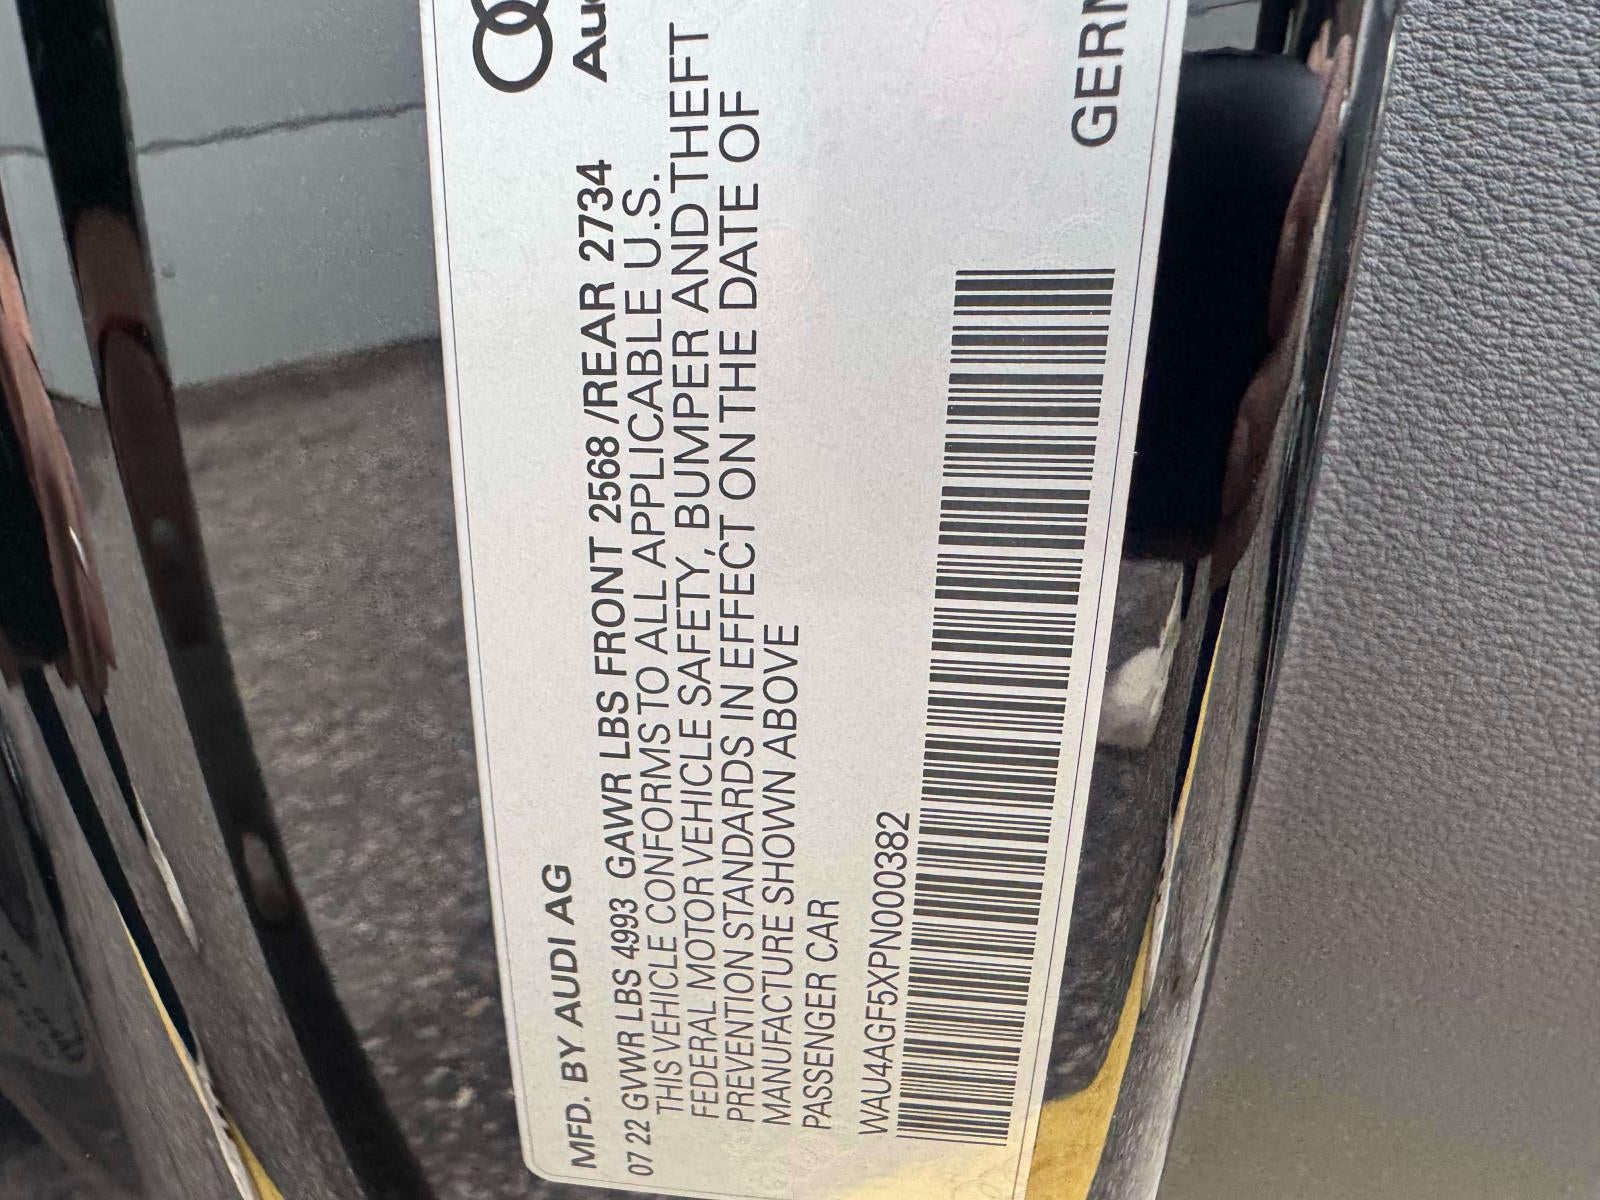 MFD. BY AUDI AG
07 22 GVWR LBS 4993 GAWR LBS FRONT 2568 /REAR 2734
THIS VEHICLE CONFORMS TO ALL APPLICABLE U.S.
FEDERAL MOTOR VEHICLE SAFETY, BUMPER AND THEFT
PREVENTION STANDARDS IN EFFECT ON THE DATE OF
MANUFACTURE SHOWN ABOVE
PASSENGER CAR
WAU4AGF5XPN000382